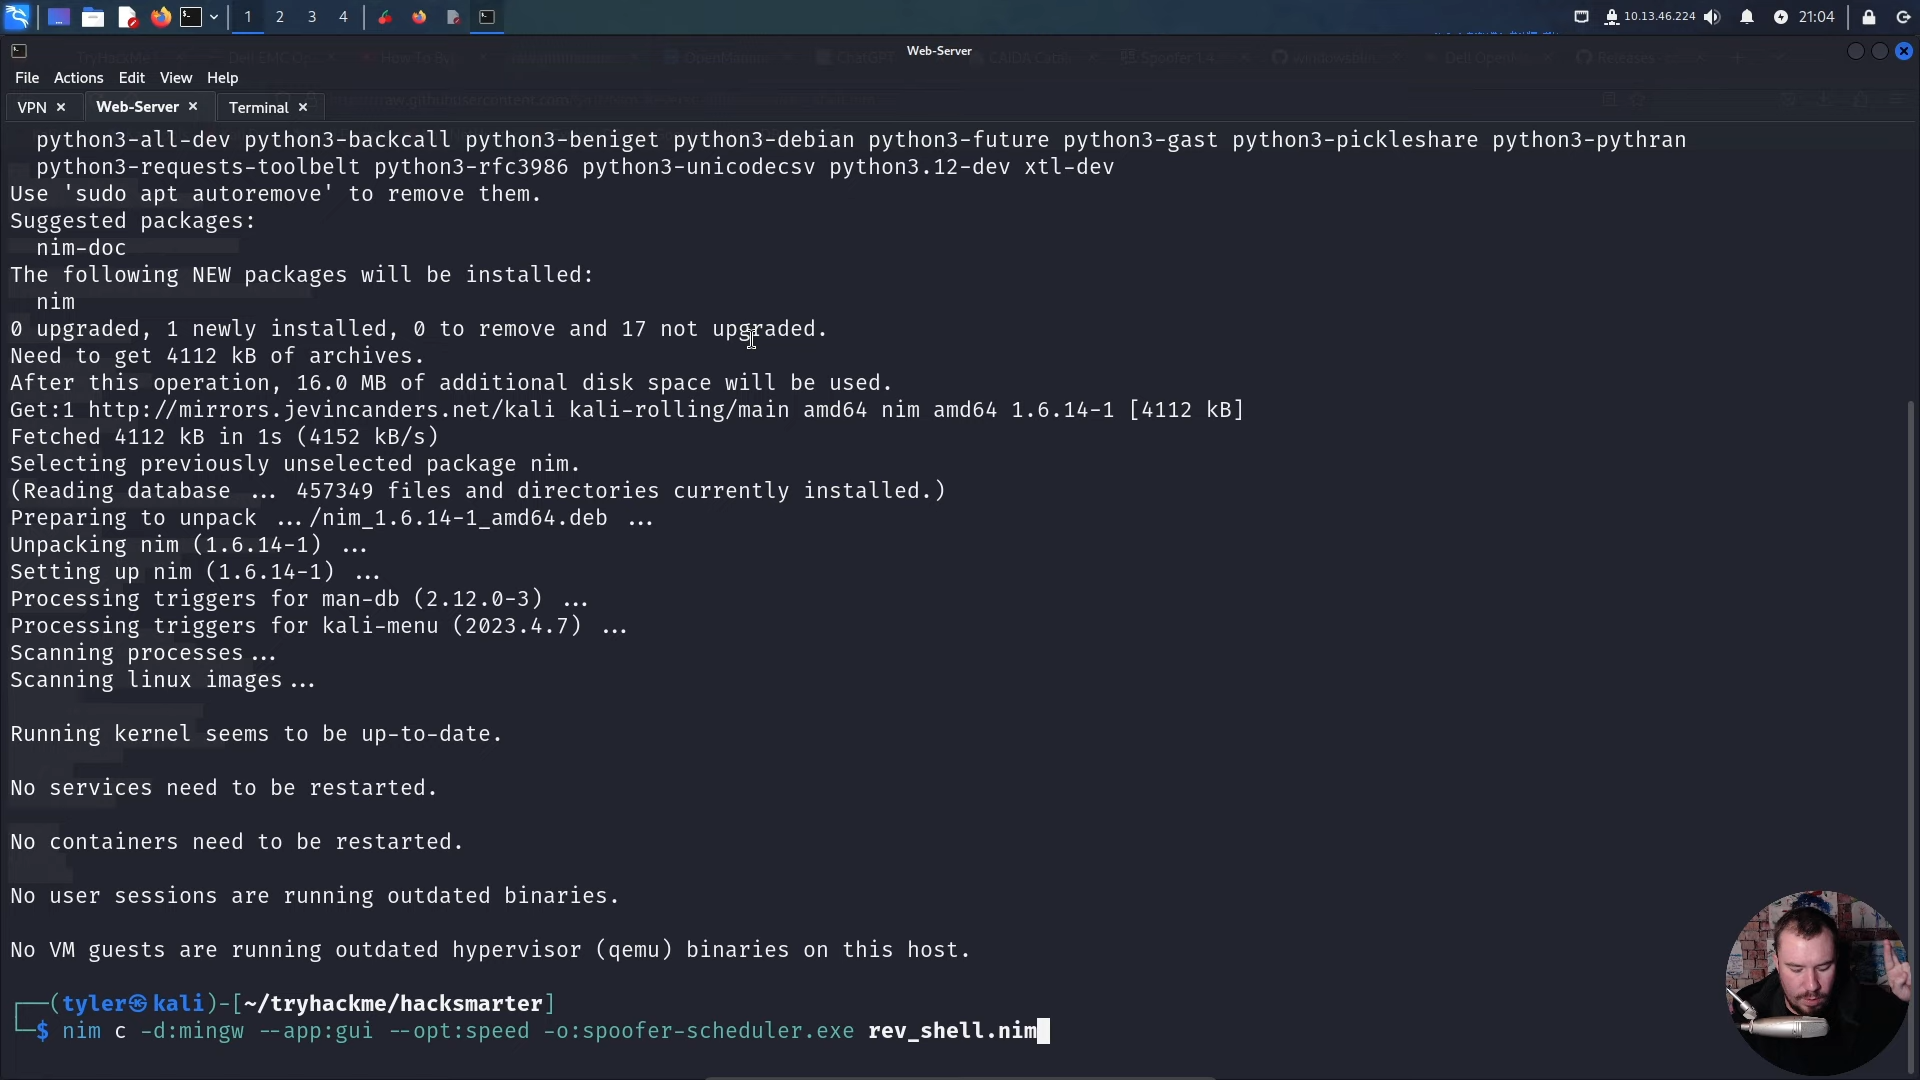 1 2 3 4
10.13.46.224
21:04
Web-Server
File Actions Edit View Help
VPN × Web-Server × Terminal ×
python3-all-dev python3-backcall python3-beniget python3-debian python3-future python3-gast python3-pickleshare python3-pythran
python3-requests-toolbelt python3-rfc3986 python3-unicodecsv python3.12-dev xtl-dev
Use 'sudo apt autoremove' to remove them.
Suggested packages:
nim-doc
The following NEW packages will be installed:
nim
0 upgraded, 1 newly installed, 0 to remove and 17 not upgraded.
Need to get 4112 kB of archives.
After this operation, 16.0 MB of additional disk space will be used.
Get:1 http://mirrors.jevincanders.net/kali kali-rolling/main amd64 nim amd64 1.6.14-1 [4112 kB]
Fetched 4112 kB in 1s (4152 kB/s)
Selecting previously unselected package nim.
(Reading database ... 457349 files and directories currently installed.)
Preparing to unpack .../nim_1.6.14-1_amd64.deb ...
Unpacking nim (1.6.14-1) ...
Setting up nim (1.6.14-1) ...
Processing triggers for man-db (2.12.0-3) ...
Processing triggers for kali-menu (2023.4.7) ...
Scanning processes...
Scanning linux images...
Running kernel seems to be up-to-date.
No services need to be restarted.
No containers need to be restarted.
No user sessions are running outdated binaries.
No VM guests are running outdated hypervisor (qemu) binaries on this host.
┌──(tyler㉿kali)-[~/tryhackme/hacksmarter]
└─$ nim c -d:mingw --app:gui --opt:speed -o:spoofer-scheduler.exe rev_shell.nim